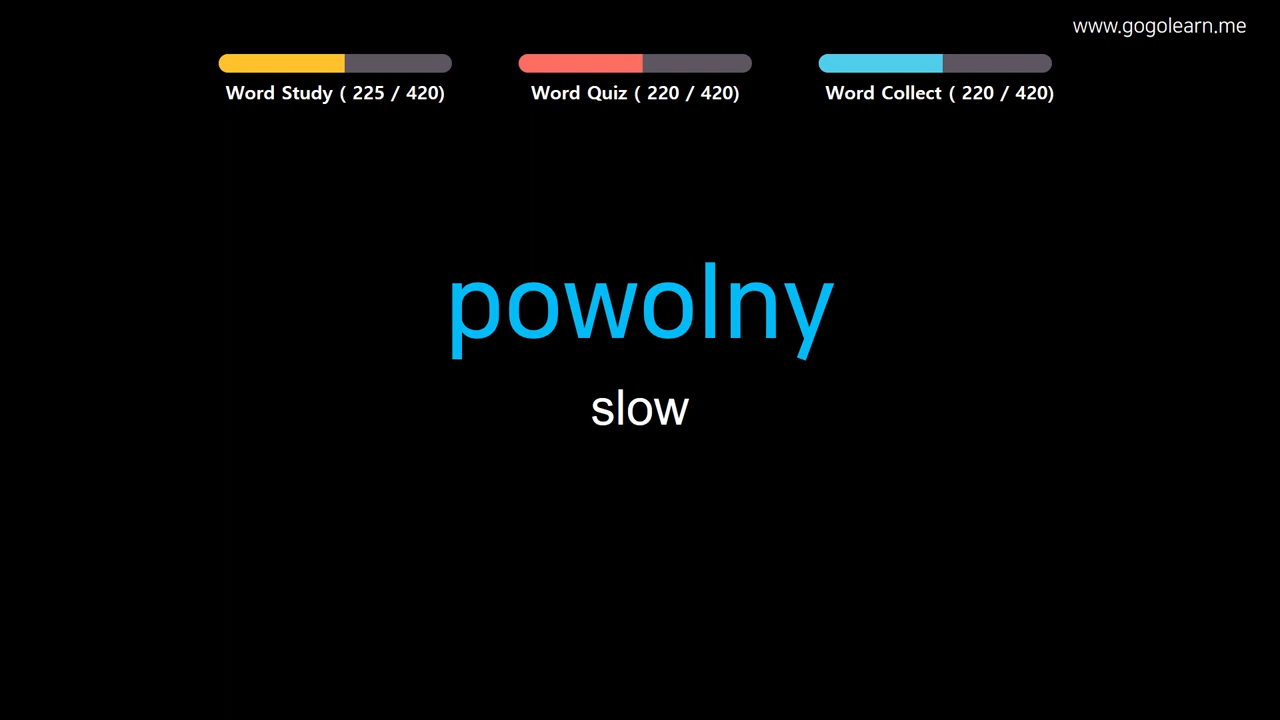 www.gogolearn.me
Word Study ( 225 / 420)
Word Quiz ( 220 / 420)
Word Collect ( 220 / 420)
powolny
slow